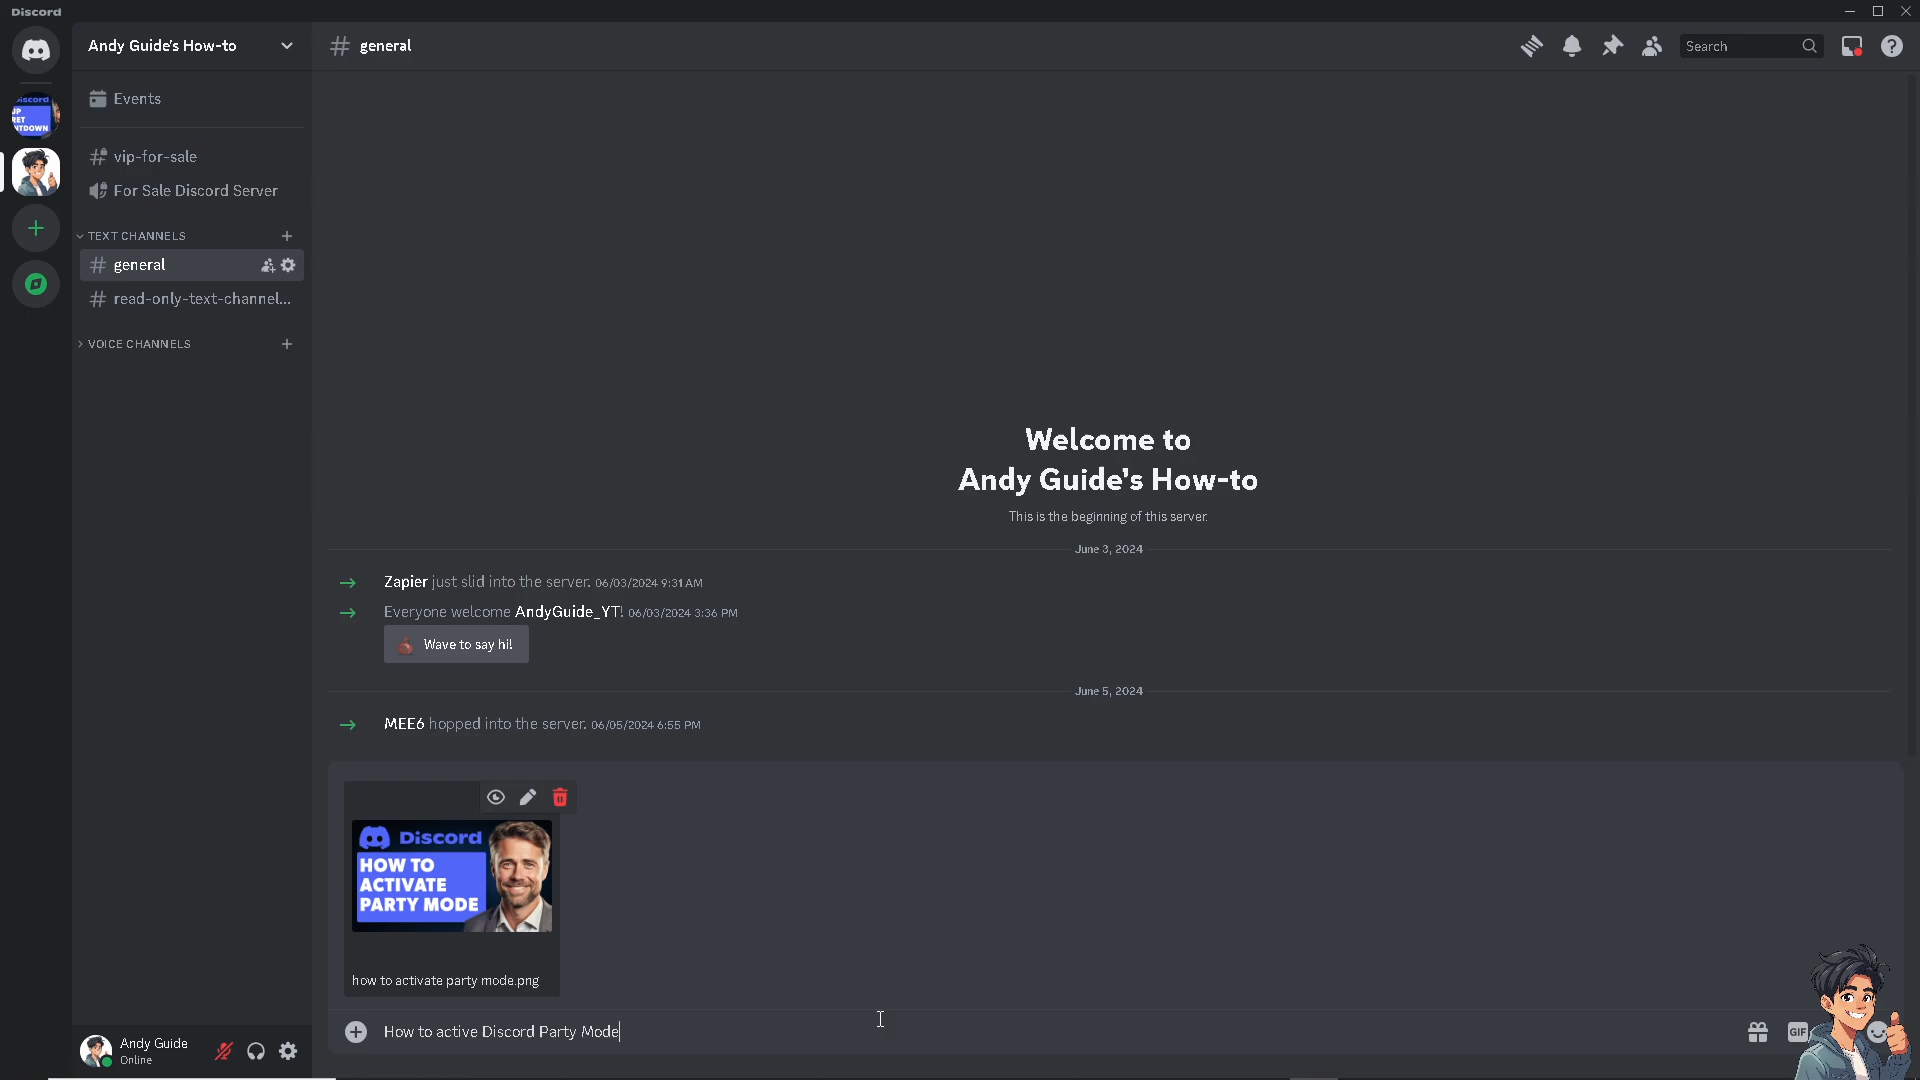 Discord
Andy Guide's How-to
general
Search
Events
iscord
UP
RET
NTDOWN
vip-for-sale
For Sale Discord Server
TEXT CHANNELS
general
read-only-text-channel...
VOICE CHANNELS
Welcome to
Andy Guide's How-to
This is the beginning of this server.
June 3, 2024
Zapier just slid into the server. 06/03/2024 9:31 AM
Everyone welcome AndyGuide_YT! 06/03/2024 3:36 PM
Wave to say hi!
June 5, 2024
MEE6 hopped into the server. 06/05/2024 6:55 PM
Discord
HOW TO
ACTIVATE
PARTY MODE
how to activate party mode.png
How to active Discord Party Mode
GIF
Andy Guide
Online